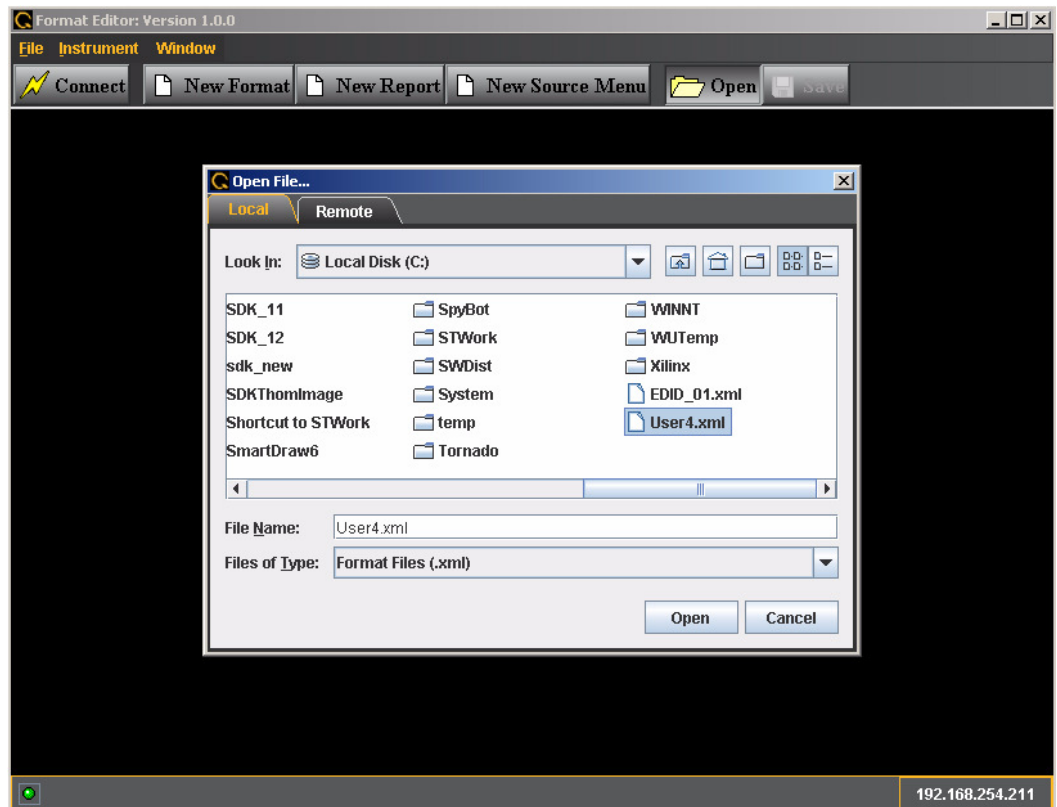 Format Editor: Version 1.0.0
File Instrument Window
Connect New Format New Report New Source Menu Open Save
Open File...
Local Remote
Look In: Local Disk (C:)
SDK_11 SpyBot WINNT
SDK_12 STWork WUTemp
sdk_new SWDist Xilinx
SDKThomImage System EDID_01.xml
Shortcut to STWork temp User4.xml
SmartDraw6 Tornado
File Name: User4.xml
Files of Type: Format Files (.xml)
Open Cancel
192.168.254.211